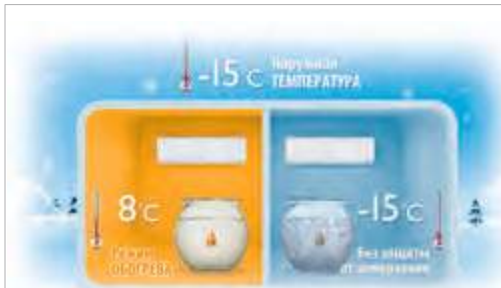 -15°C Наружная
ТЕМПЕРАТУРА
8°C
Режим
ОБОГРЕВА
-15°C
Без защиты
от замерзания